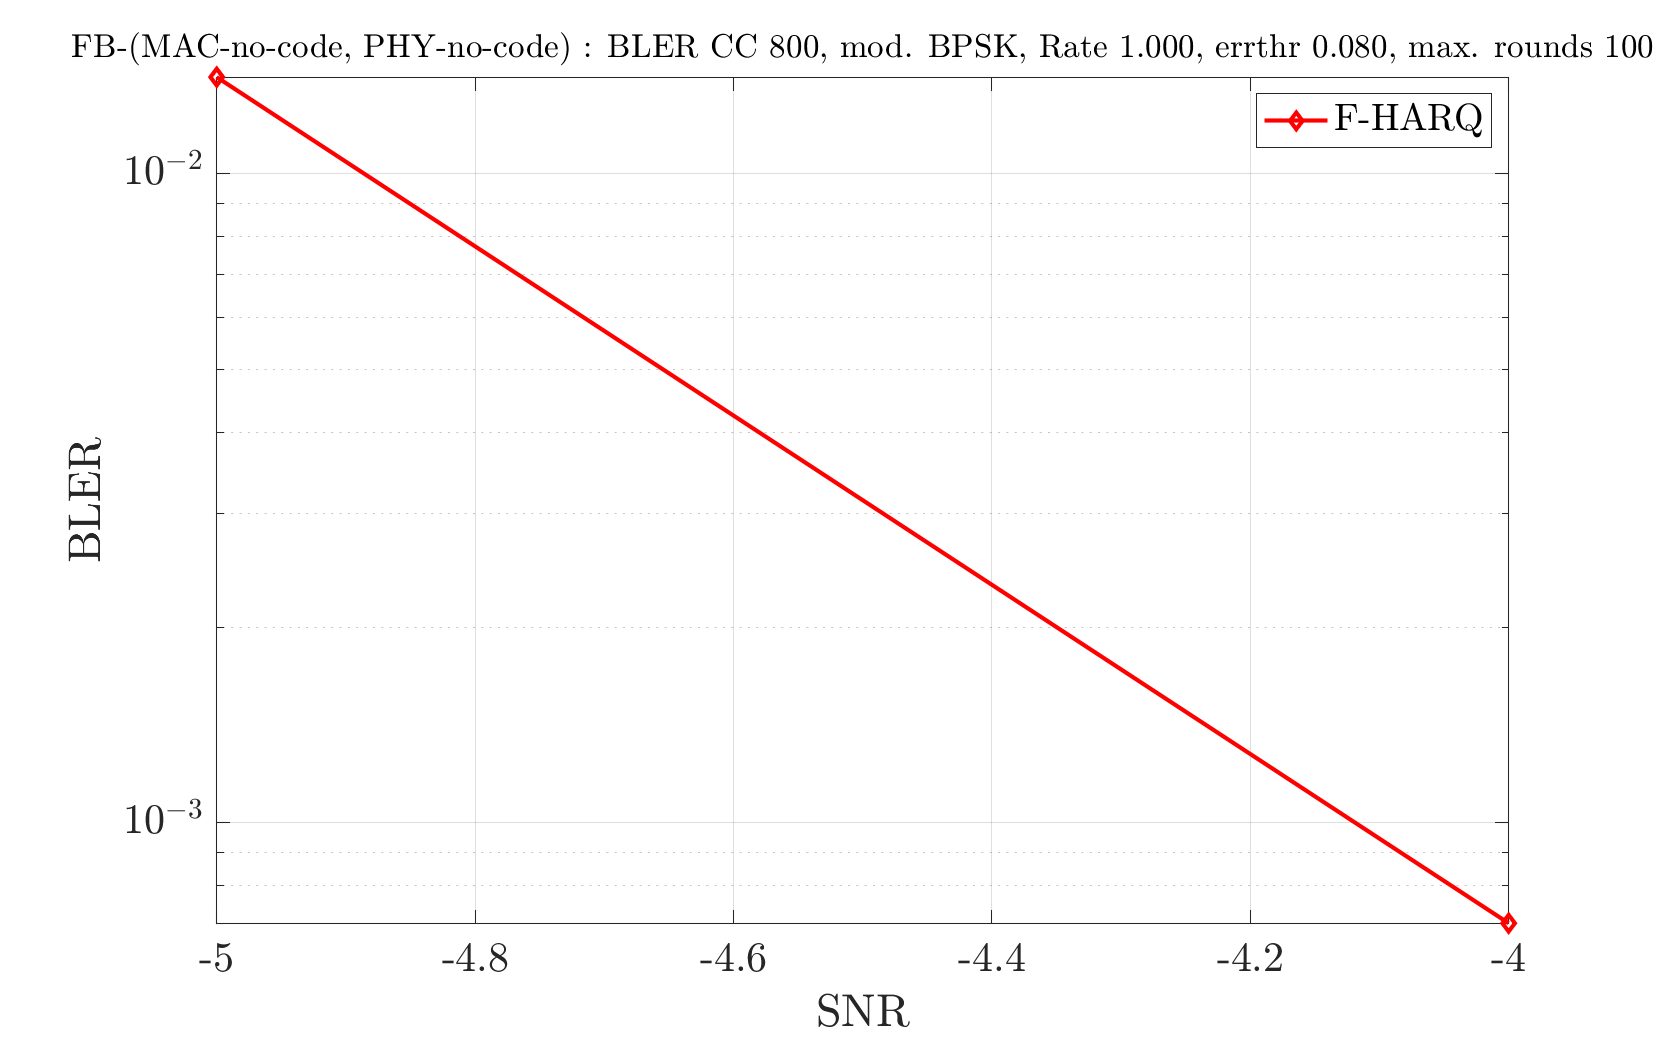 FB-(MAC-no-code, PHY-no-code) : BLER CC 800, mod. BPSK, Rate 1.000, errthr 0.080, max. rounds 100
F-HARQ
10⁻²
BLER
10⁻³
-5 -4.8 -4.6 -4.4 -4.2 -4
SNR